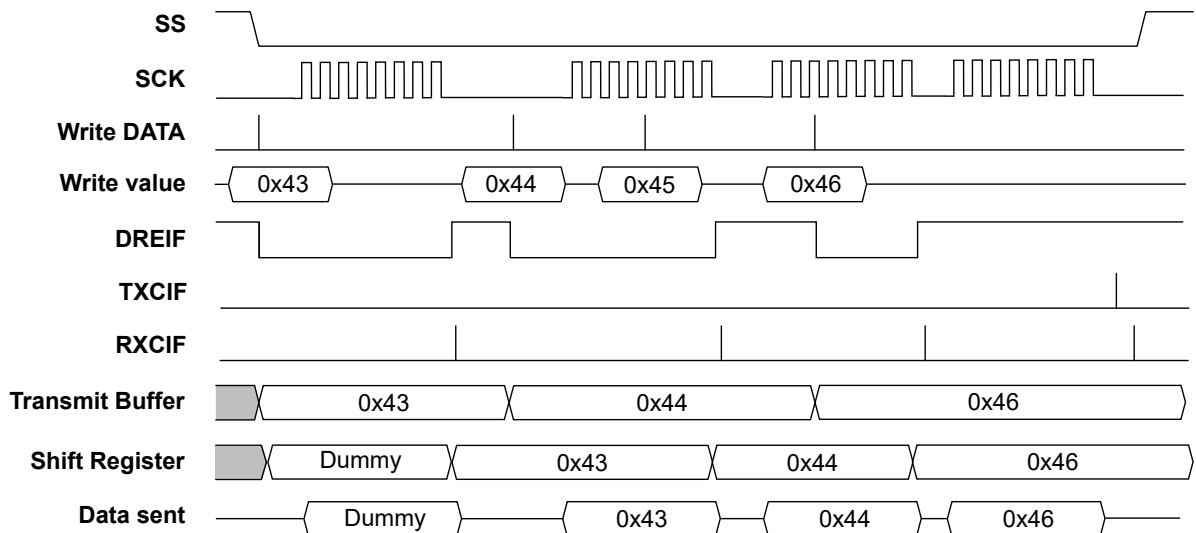 SS
SCK
Write DATA
Write value 0x43 0x44 0x45 0x46
DREIF
TXCIF
RXCIF
Transmit Buffer 0x43 0x44 0x46
Shift Register Dummy 0x43 0x44 0x46
Data sent Dummy 0x43 0x44 0x46